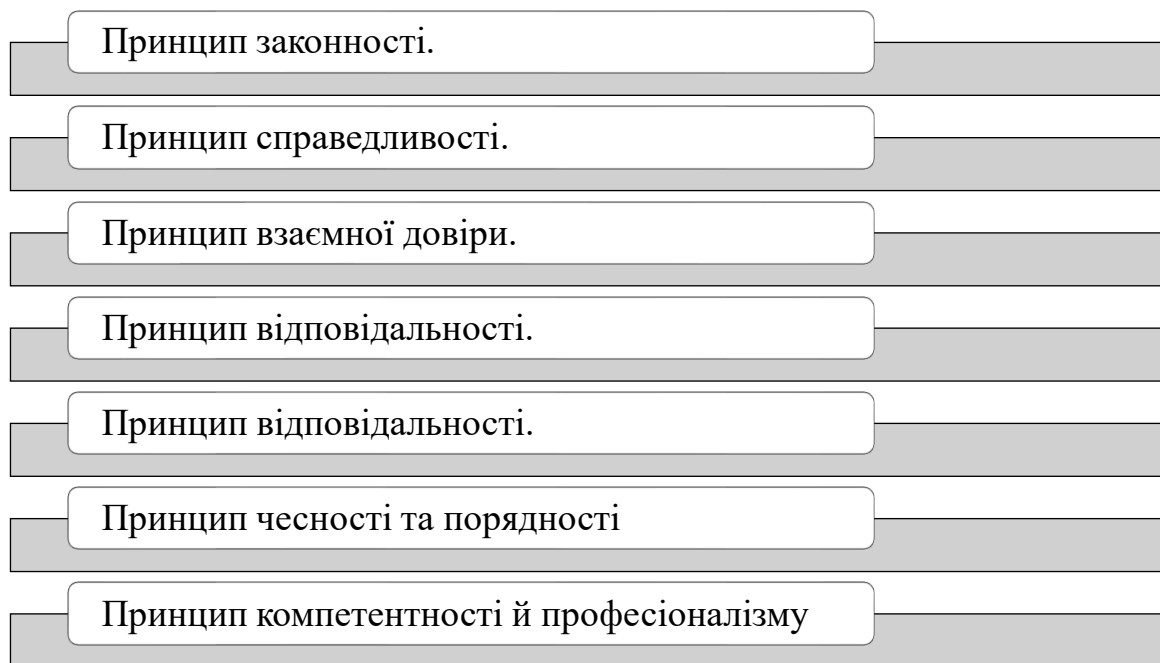 Принцип законності.
Принцип справедливості.
Принцип взаємної довіри.
Принцип відповідальності.
Принцип відповідальності.
Принцип чесності та порядності
Принцип компетентності й професіоналізму